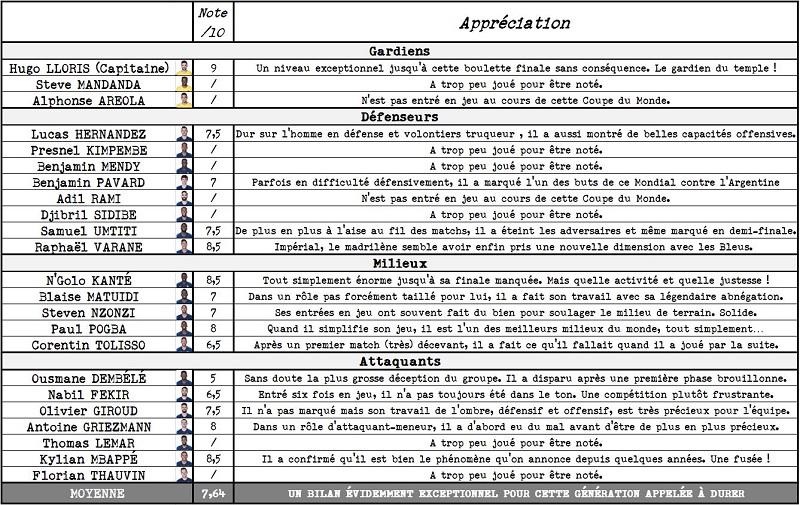 Note /10 Appréciation
Gardiens
Hugo LLORIS (Capitaine) 9 Un niveau exceptionnel jusqu'à cette boulette finale sans conséquence. Le gardien du temple !
Steve MANDANDA / A trop peu joué pour être noté.
Alphonse AREOLA / N'est pas entré en jeu au cours de cette Coupe du Monde.
Défenseurs
Lucas HERNANDEZ 7,5 Dur sur l'homme en défense et volontiers truqueur , il a aussi montré de belles capacités offensives.
Presnel KIMPEMBE / A trop peu joué pour être noté.
Benjamin MENDY / A trop peu joué pour être noté.
Benjamin PAVARD 7 Parfois en difficulté défensivement, il a marqué l'un des buts de ce Mondial contre l'Argentine
Adil RAMI / N'est pas entré en jeu au cours de cette Coupe du Monde.
Djibril SIDIBE / A trop peu joué pour être noté.
Samuel UMTITI 7,5 De plus en plus à l'aise au fil des matchs, il a éteint les adversaires et même marqué en demi-finale.
Raphaël VARANE 8,5 Impérial, le madrilène semble avoir enfin pris une nouvelle dimension avec les Bleus.
Milieux
N'Golo KANTÉ 8,5 Tout simplement énorme jusqu'à sa finale manquée. Mais quelle activité et quelle justesse !
Blaise MATUIDI 7 Dans un rôle pas forcément taillé pour lui, il a fait son travail avec sa légendaire abnégation.
Steven NZONZI 7 Ses entrées en jeu ont souvent fait du bien pour soulager le milieu de terrain. Solide.
Paul POGBA 8 Quand il simplifie son jeu, il est l'un des meilleurs milieux du monde, tout simplement...
Corentin TOLISSO 6,5 Après un premier match (très) décevant, il a fait ce qu'il fallait quand il a joué par la suite.
Attaquants
Ousmane DEMBÉLÉ 5 Sans doute la plus grosse déception du groupe. Il a disparu après une première phase brouillonne.
Nabil FEKIR 6,5 Entré six fois en jeu, il n'a pas toujours été dans le ton. Une compétition plutôt frustrante.
Olivier GIROUD 7,5 Il n'a pas marqué mais son travail de l'ombre, défensif et offensif, est très précieux pour l'équipe.
Antoine GRIEZMANN 8 Dans un rôle d'attaquant-meneur, il a d'abord eu du mal avant d'être de plus en plus précieux.
Thomas LEMAR / A trop peu joué pour être noté.
Kylian MBAPPÉ 8,5 Il a confirmé qu'il est bien le phénomène qu'on annonce depuis quelques années. Une fusée !
Florian THAUVIN / A trop peu joué pour être noté.
MOYENNE 7,64 UN BILAN ÉVIDEMMENT EXCEPTIONNEL POUR CETTE GÉNÉRATION APPELÉE À DURER